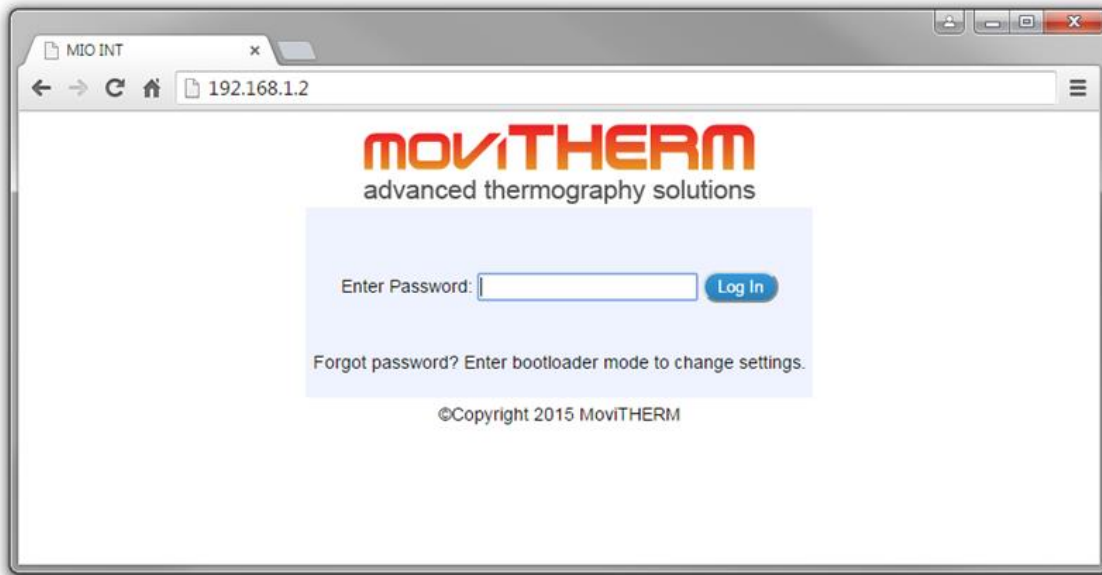 MIO INT
192.168.1.2
moviTHERM
advanced thermography solutions
Enter Password: Log In
Forgot password? Enter bootloader mode to change settings.
©Copyright 2015 MoviTHERM